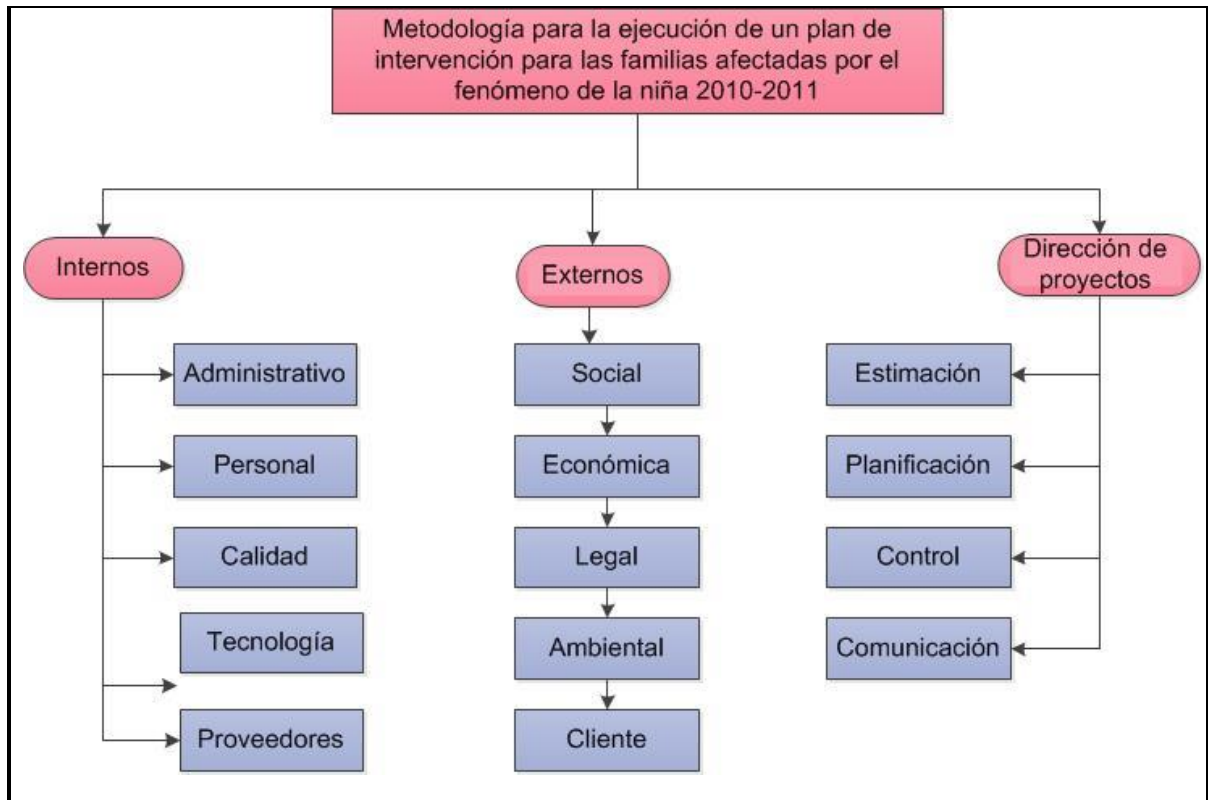 Metodología para la ejecución de un plan de
intervención para las familias afectadas por el
fenómeno de la niña 2010-2011
Internos
Externos
Dirección de
proyectos
Administrativo
Personal
Calidad
Tecnología
Proveedores
Social
Económica
Legal
Ambiental
Cliente
Estimación
Planificación
Control
Comunicación